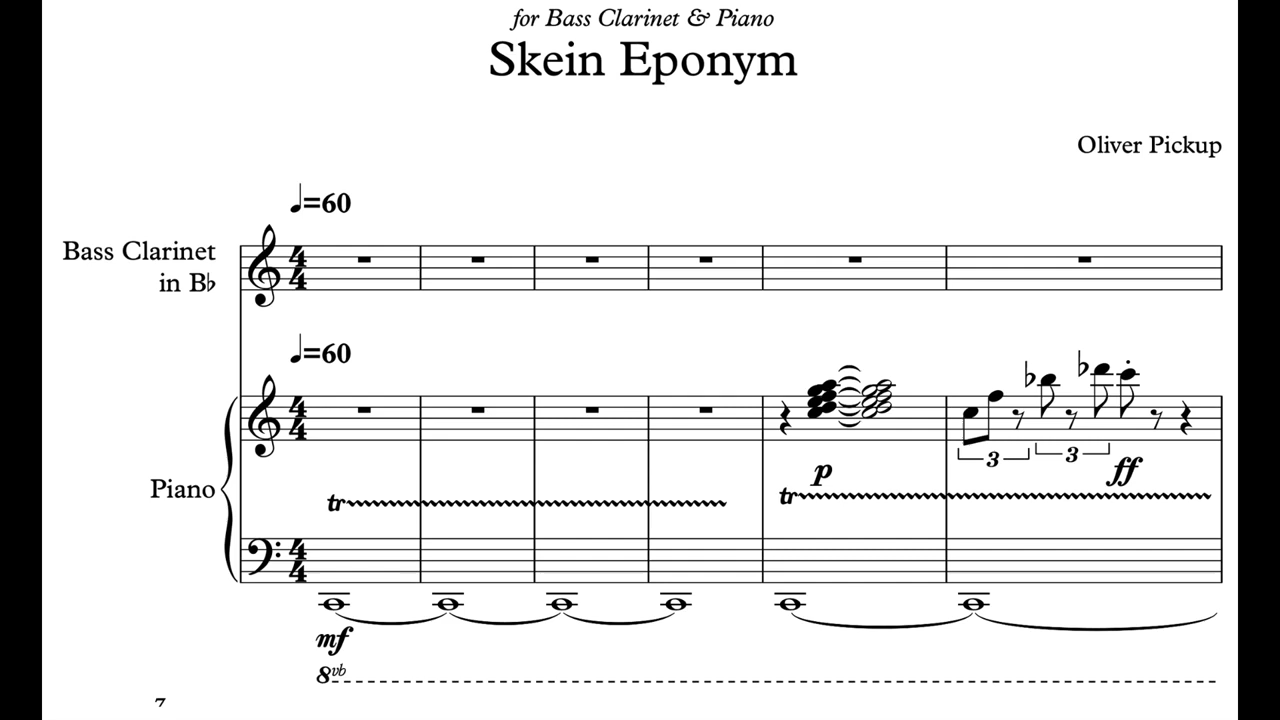 for Bass Clarinet & Piano
Skein Eponym
Oliver Pickup
♩=60
Bass Clarinet
in B♭
♩=60
Piano
p
3
3
ff
tr
tr
mf
8vb
7